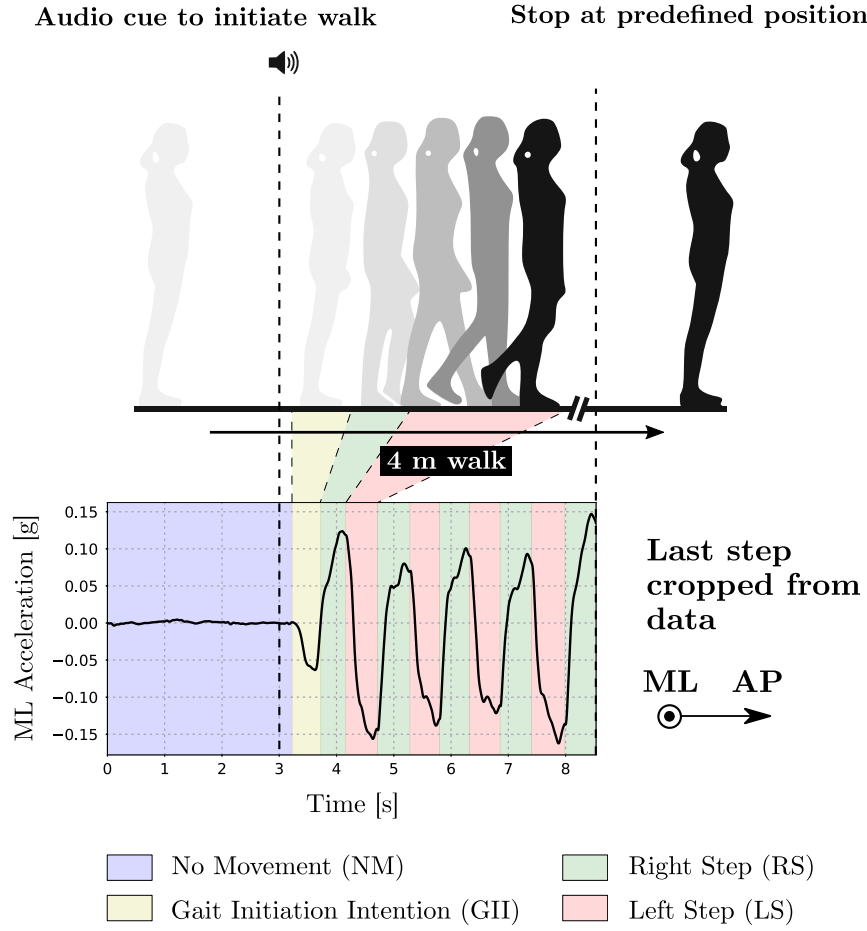 Audio cue to initiate walk
Stop at predefined position
4 m walk
ML Acceleration [g]
0.15
0.10
0.05
0.00
−0.05
−0.10
−0.15
0 1 2 3 4 5 6 7 8
Time [s]
Last step
cropped from
data
ML AP
No Movement (NM)
Gait Initiation Intention (GII)
Right Step (RS)
Left Step (LS)